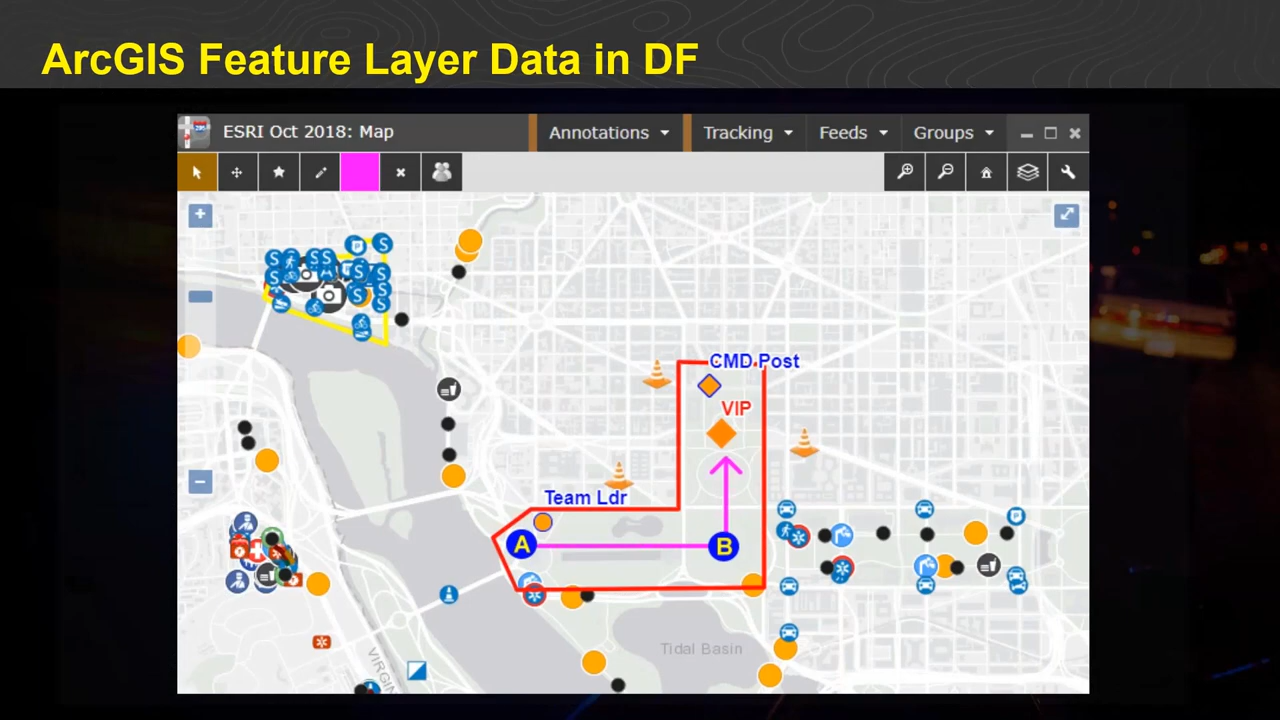 ArcGIS Feature Layer Data in DF
ESRI Oct 2018: Map
Annotations
Tracking
Feeds
Groups
CMD Post
VIP
Team Ldr
A
B
Tidal Basin
VIRGIN